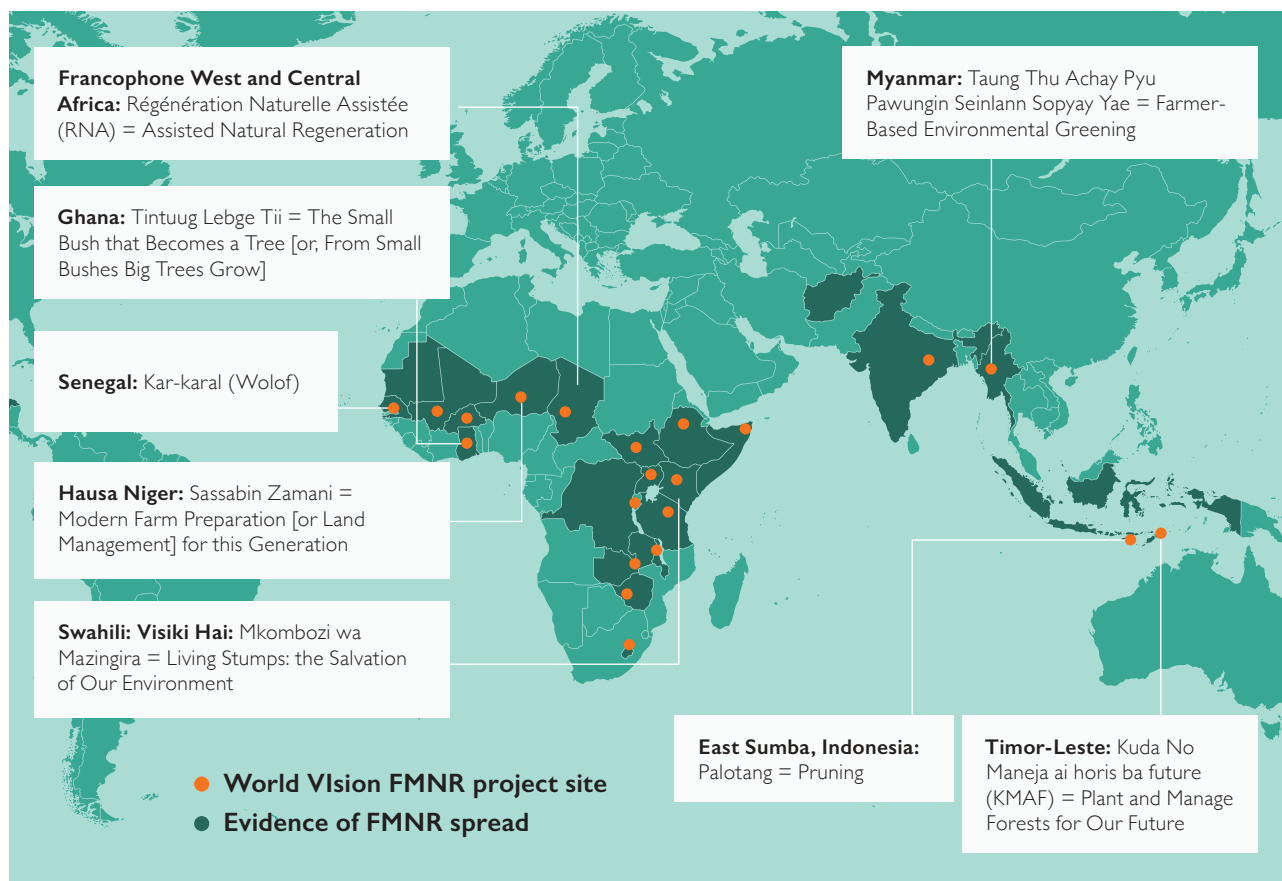 Francophone West and Central
Africa: Régénération Naturelle Assistée
(RNA) = Assisted Natural Regeneration
Ghana: Tintuug Lebge Tii = The Small
Bush that Becomes a Tree [or, From Small
Bushes Big Trees Grow]
Senegal: Kar-karal (Wolof)
Hausa Niger: Sassabin Zamani =
Modern Farm Preparation [or Land
Management] for this Generation
Swahili: Visiki Hai: Mkombozi wa
Mazingira = Living Stumps: the Salvation
of Our Environment
Myanmar: Taung Thu Achay Pyu
Pawungin Seinlann Sopyay Yae = Farmer-
Based Environmental Greening
East Sumba, Indonesia:
Palotang = Pruning
Timor-Leste: Kuda No
Maneja ai horis ba future
(KMAF) = Plant and Manage
Forests for Our Future
World VIsion FMNR project site
Evidence of FMNR spread